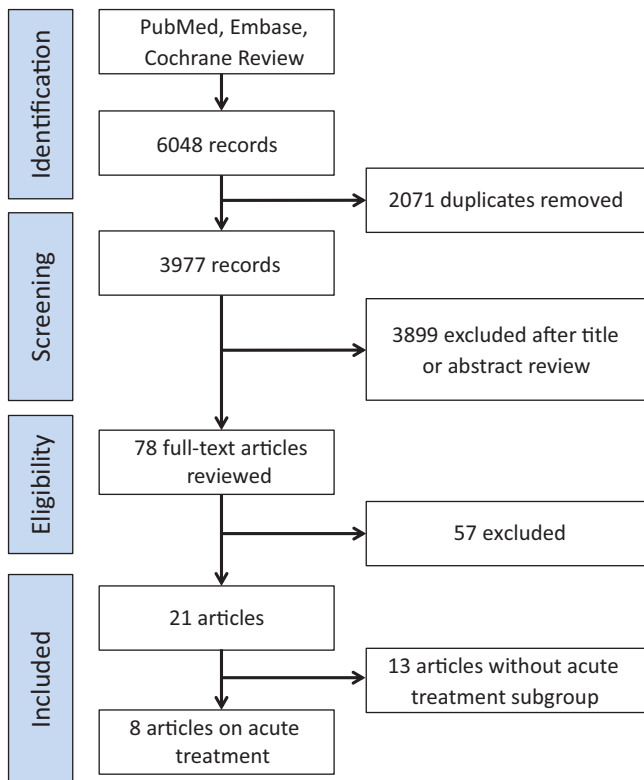 Identification
PubMed, Embase,
Cochrane Review
6048 records
2071 duplicates removed
Screening
3977 records
3899 excluded after title
or abstract review
Eligibility
78 full-text articles
reviewed
57 excluded
Included
21 articles
13 articles without acute
treatment subgroup
8 articles on acute
treatment